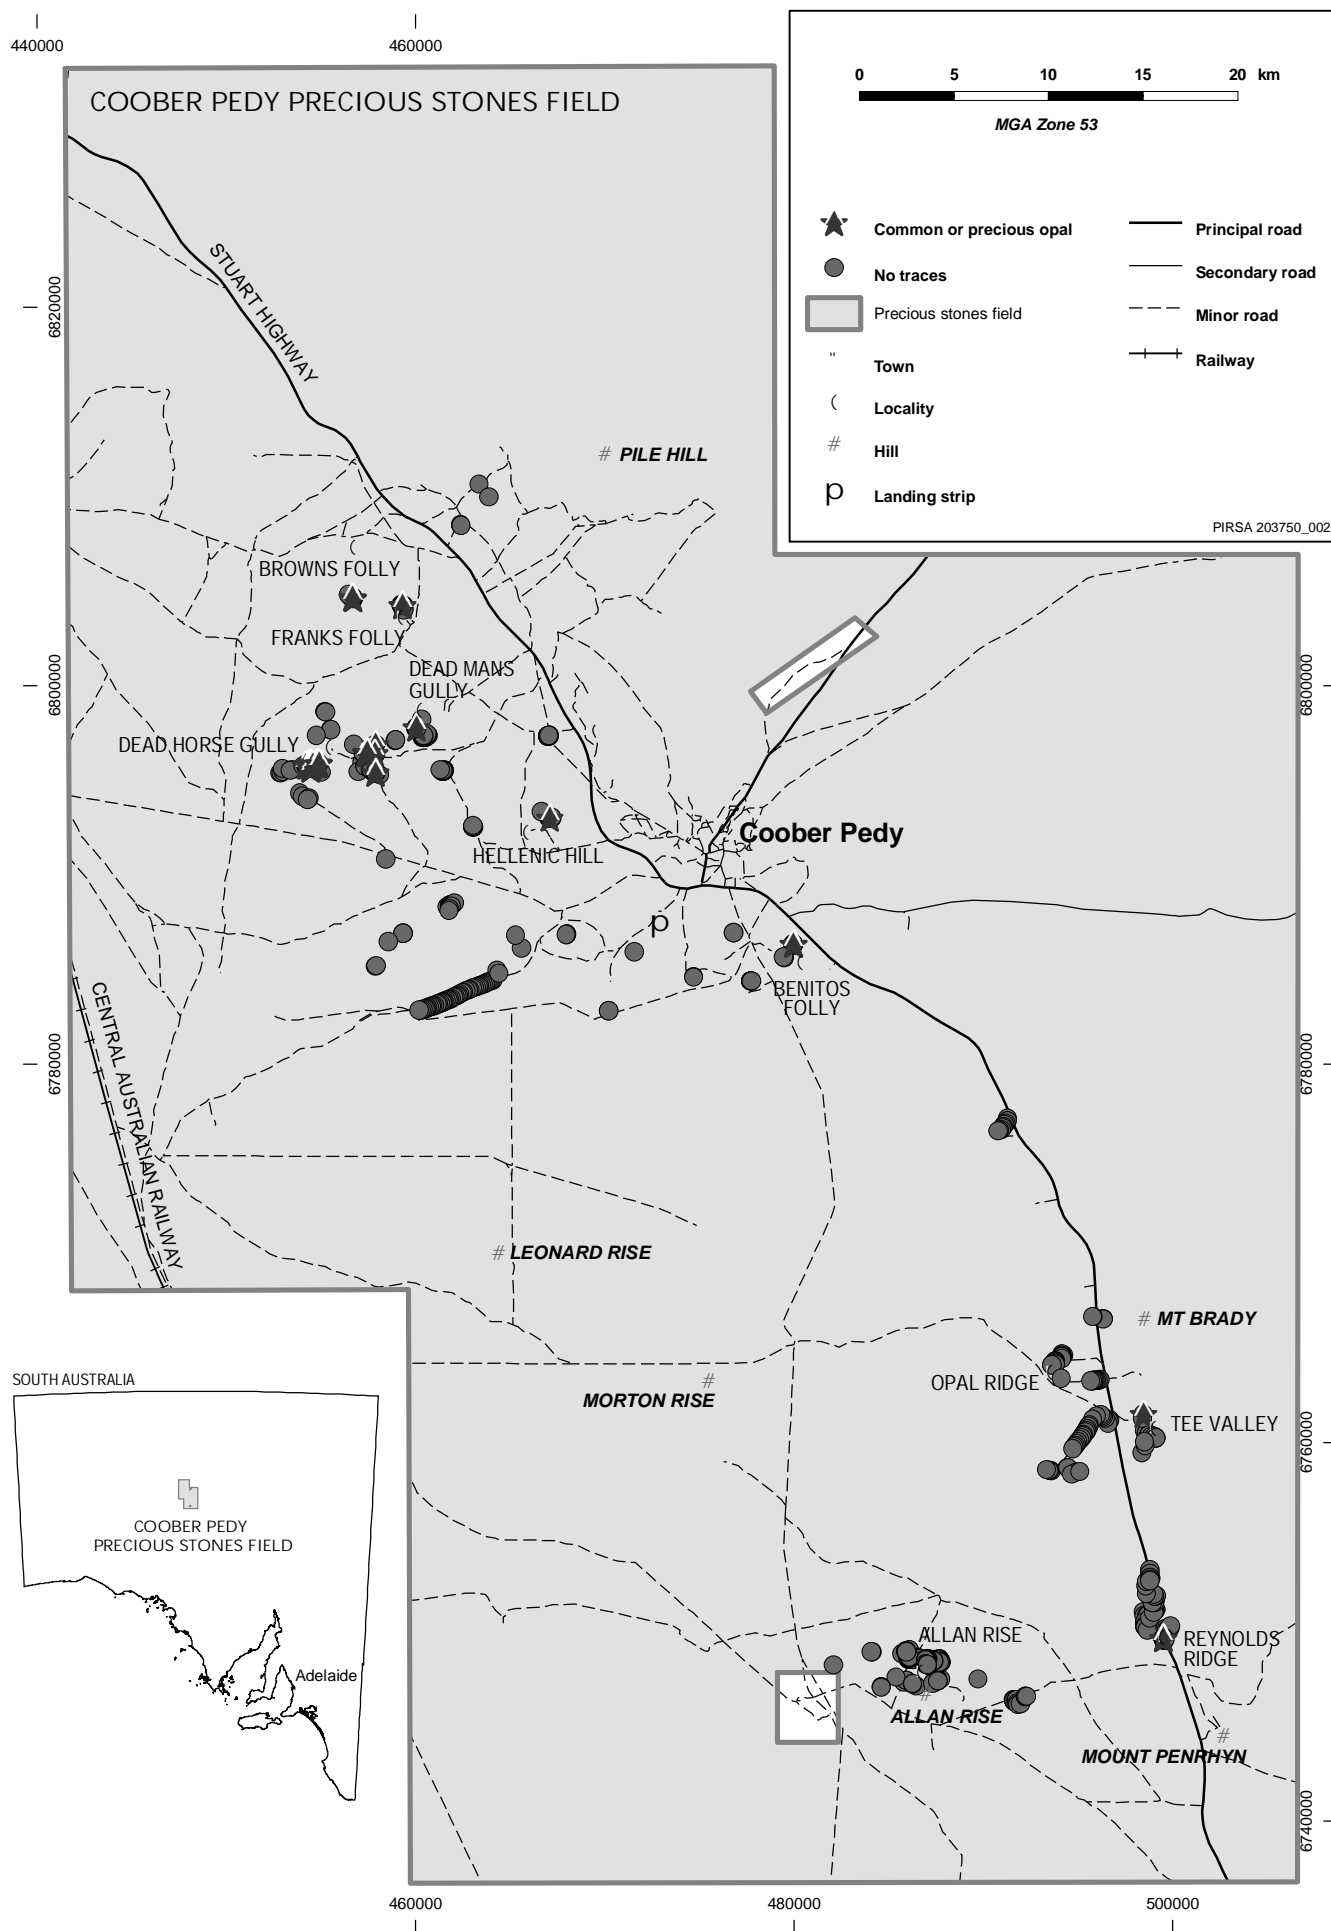 440000
460000
COOBER PEDY PRECIOUS STONES FIELD
0 5 10 15 20 km
MGA Zone 53
Common or precious opal
No traces
Precious stones field
" Town
( Locality
# Hill
p Landing strip
Principal road
Secondary road
Minor road
Railway
PIRSA 203750_002
6820000
STUART HIGHWAY
# PILE HILL
BROWNS FOLLY
FRANKS FOLLY
DEAD MANS
GULLY
6800000
6800000
DEAD HORSE GULLY
Coober Pedy
HELLENIC HILL
p
BENITOS
FOLLY
CENTRAL AUSTRALIAN RAILWAY
6780000
6780000
# LEONARD RISE
# MT BRADY
OPAL RIDGE
#
MORTON RISE
TEE VALLEY
6760000
SOUTH AUSTRALIA
COOBER PEDY
PRECIOUS STONES FIELD
Adelaide
ALLAN RISE
REYNOLDS
RIDGE
#
ALLAN RISE
#
MOUNT PENRHYN
6740000
460000
480000
500000